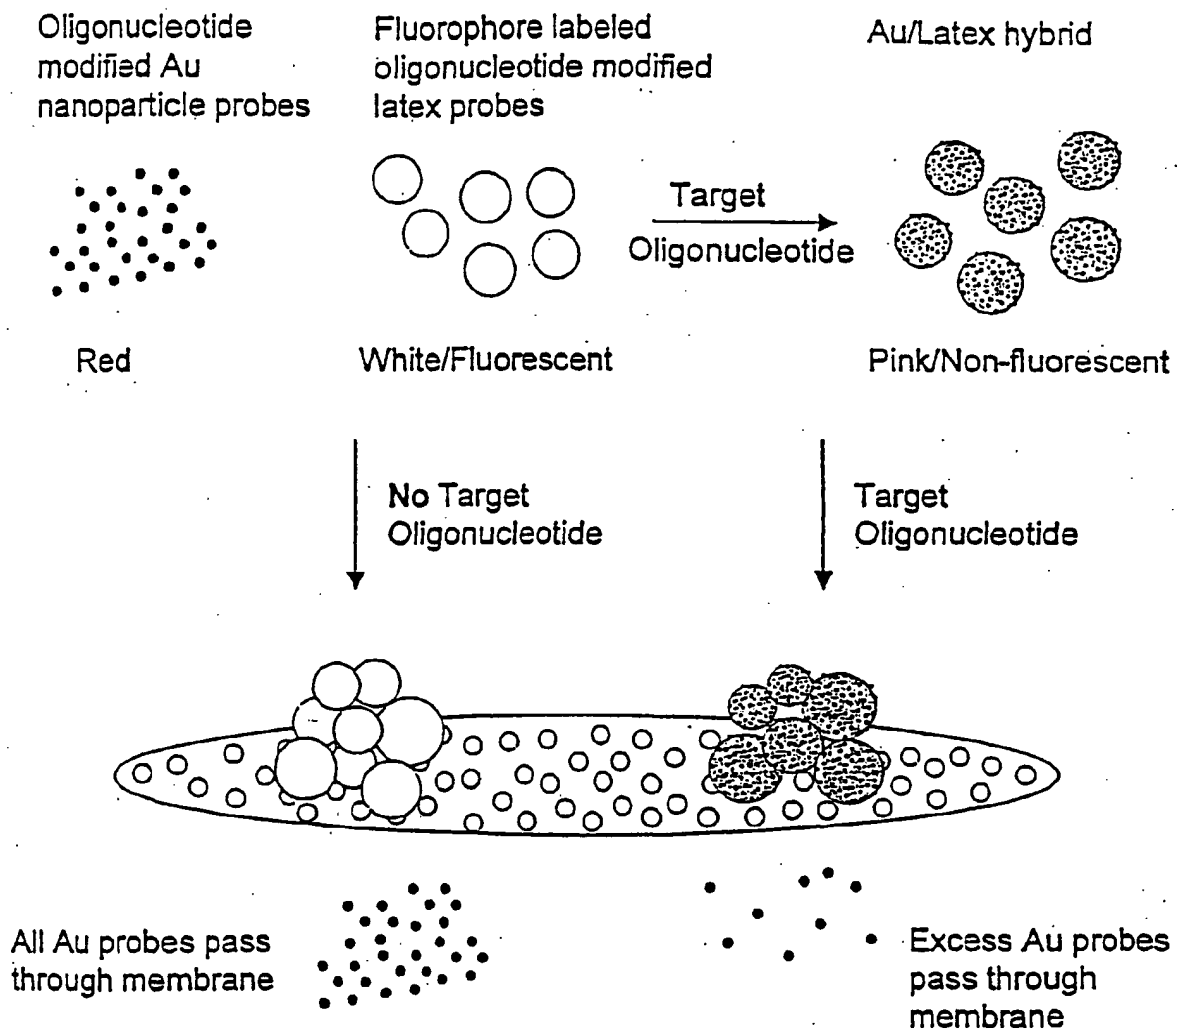 Oligonucleotide
modified Au
nanoparticle probes
Fluorophore labeled
oligonucleotide modified
latex probes
Au/Latex hybrid
Target
Oligonucleotide
Red
White/Fluorescent
Pink/Non-fluorescent
No Target
Oligonucleotide
Target
Oligonucleotide
All Au probes pass
through membrane
Excess Au probes
pass through
membrane